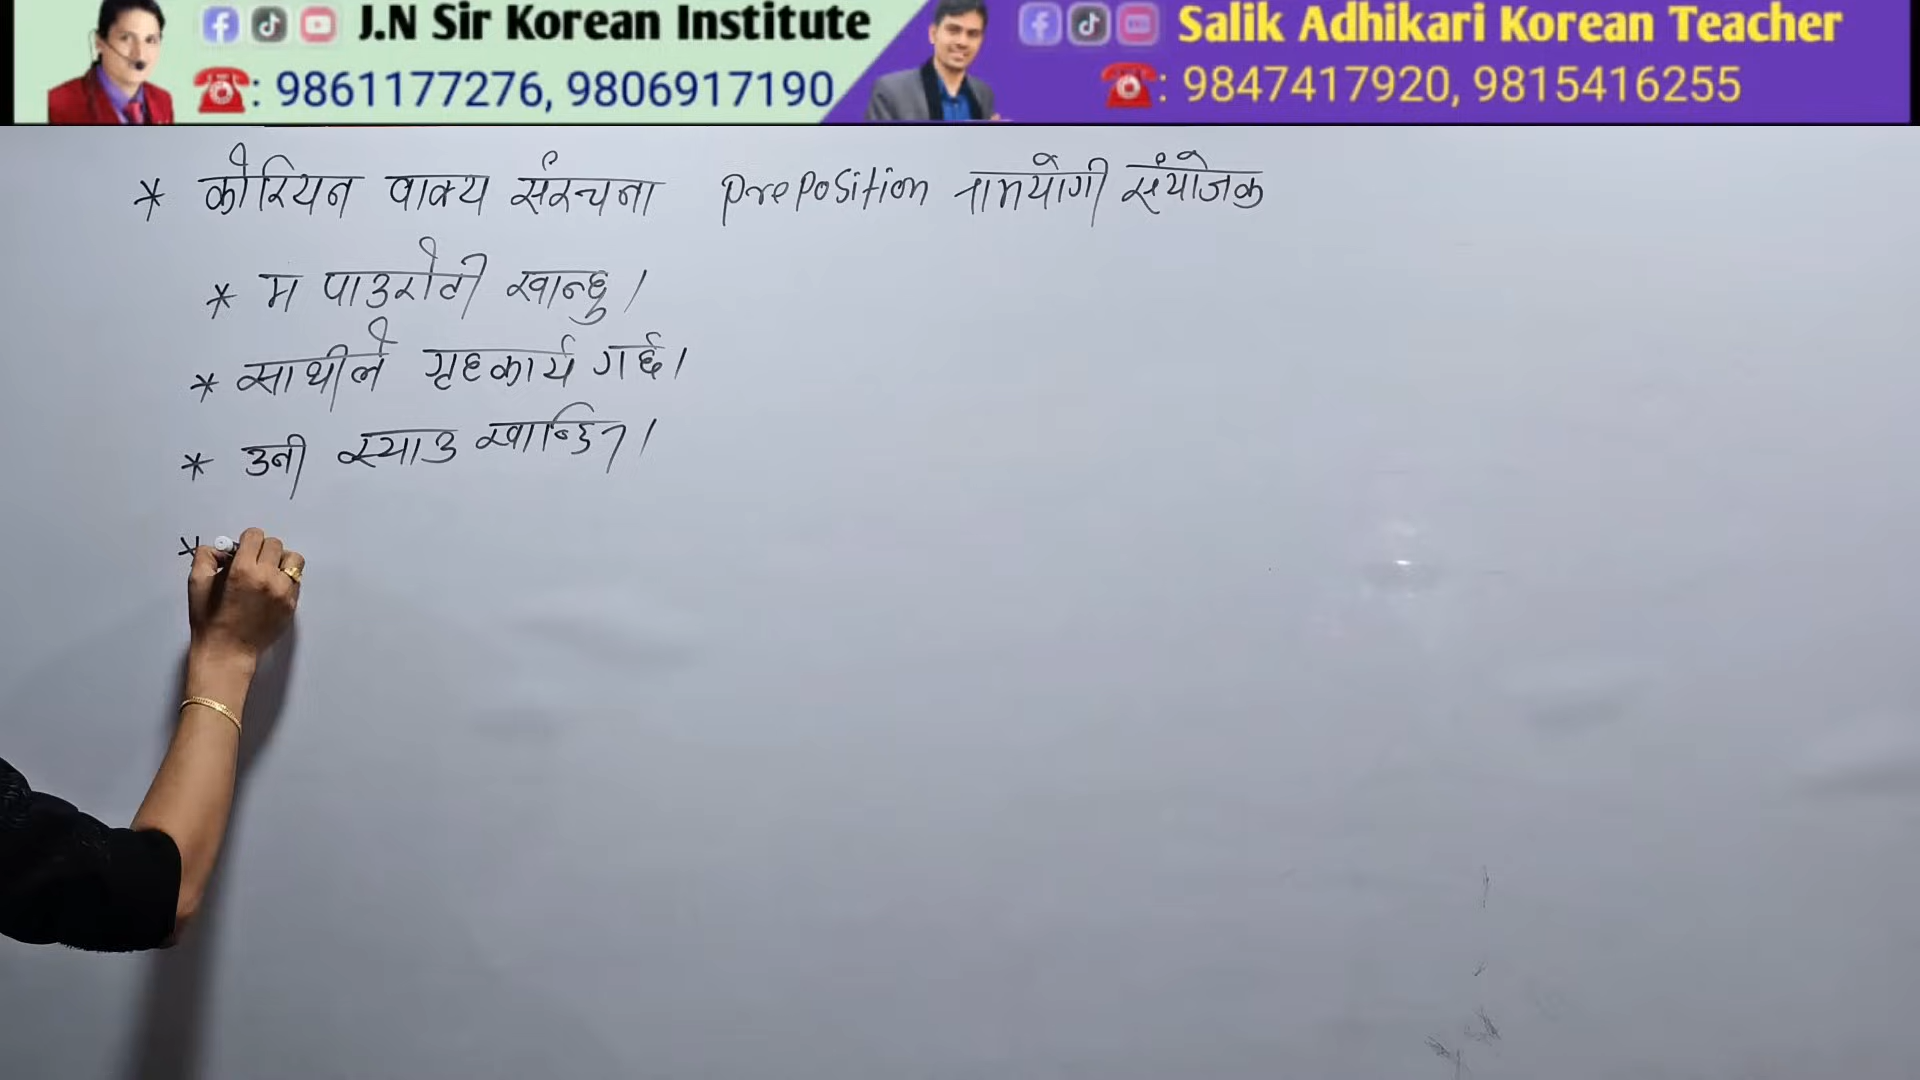 J.N Sir Korean Institute
☎: 9861177276, 9806917190
Salik Adhikari Korean Teacher
☎: 9847417920, 9815416255
* कोरियन वाक्य संरचना preposition नामयोगी संयोजक
* म पाउरोटी खान्छु।
* साथीले गृहकार्य गर्छ।
* उनी स्याउ खान्छिन्।
*